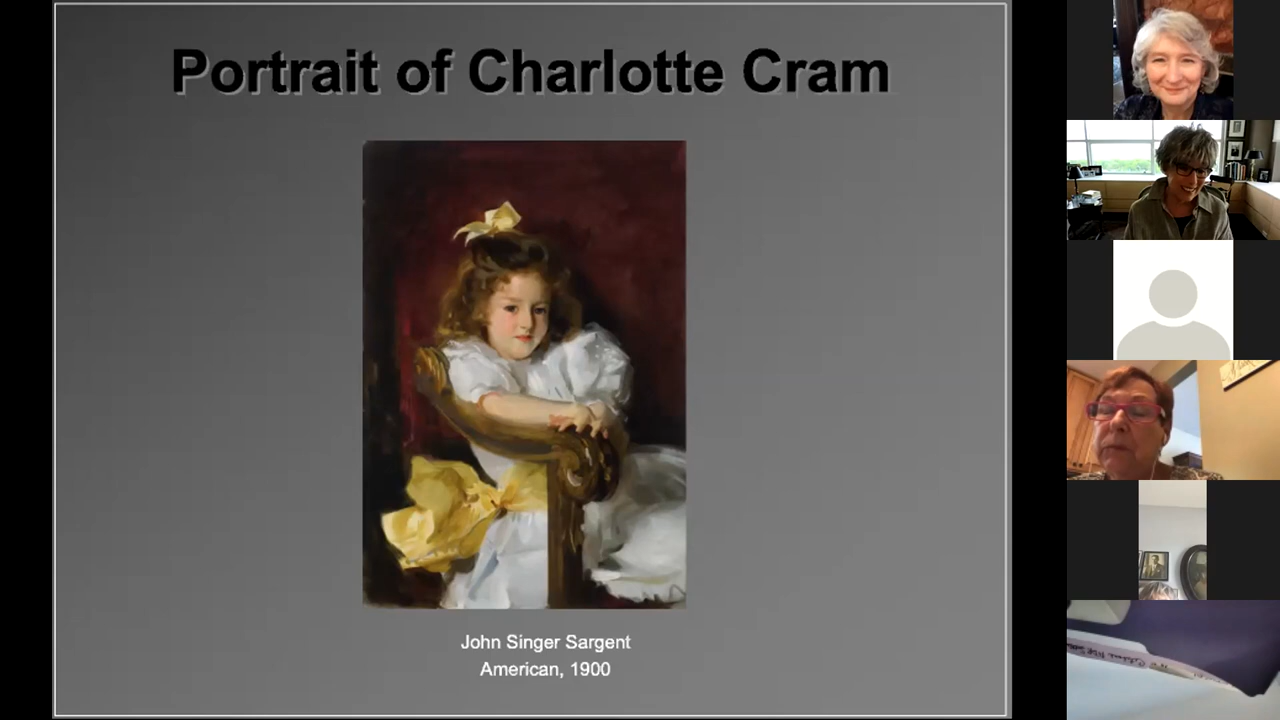 Portrait of Charlotte Cram
John Singer Sargent
American, 1900